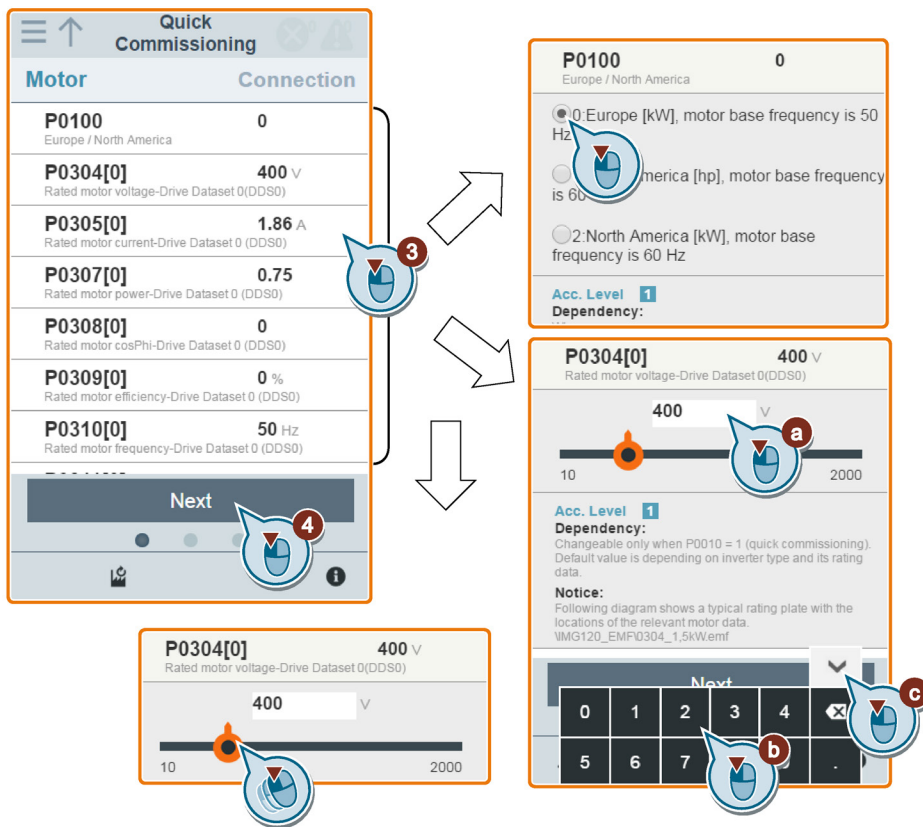 Quick
Commissioning
Motor
Connection
P0100 0
Europe / North America
P0304[0] 400 V
Rated motor voltage-Drive Dataset 0(DDS0)
P0305[0] 1.86 A
Rated motor current-Drive Dataset 0 (DDS0)
P0307[0] 0.75
Rated motor power-Drive Dataset 0 (DDS0)
P0308[0] 0
Rated motor cosPhi-Drive Dataset 0 (DDS0)
P0309[0] 0 %
Rated motor efficiency-Drive Dataset 0 (DDS0)
P0310[0] 50 Hz
Rated motor frequency-Drive Dataset 0 (DDS0)
3
Next
4
P0100 0
Europe / North America
0:Europe [kW], motor base frequency is 50
Hz
America [hp], motor base frequency
is 60
2:North America [kW], motor base
frequency is 60 Hz
Acc. Level 1
Dependency:
P0304[0] 400 V
Rated motor voltage-Drive Dataset 0(DDS0)
400 V
a
10 2000
Acc. Level 1
Dependency:
Changeable only when P0010 = 1 (quick commissioning).
Default value is depending on inverter type and its rating
data.
Notice:
Following diagram shows a typical rating plate with the
locations of the relevant motor data.
\IMG120_EMF\0304_1,5kW.emf
Next
c
0 1 2 3 4
5 6 7 .
b
P0304[0] 400 V
Rated motor voltage-Drive Dataset 0(DDS0)
400 V
10 2000